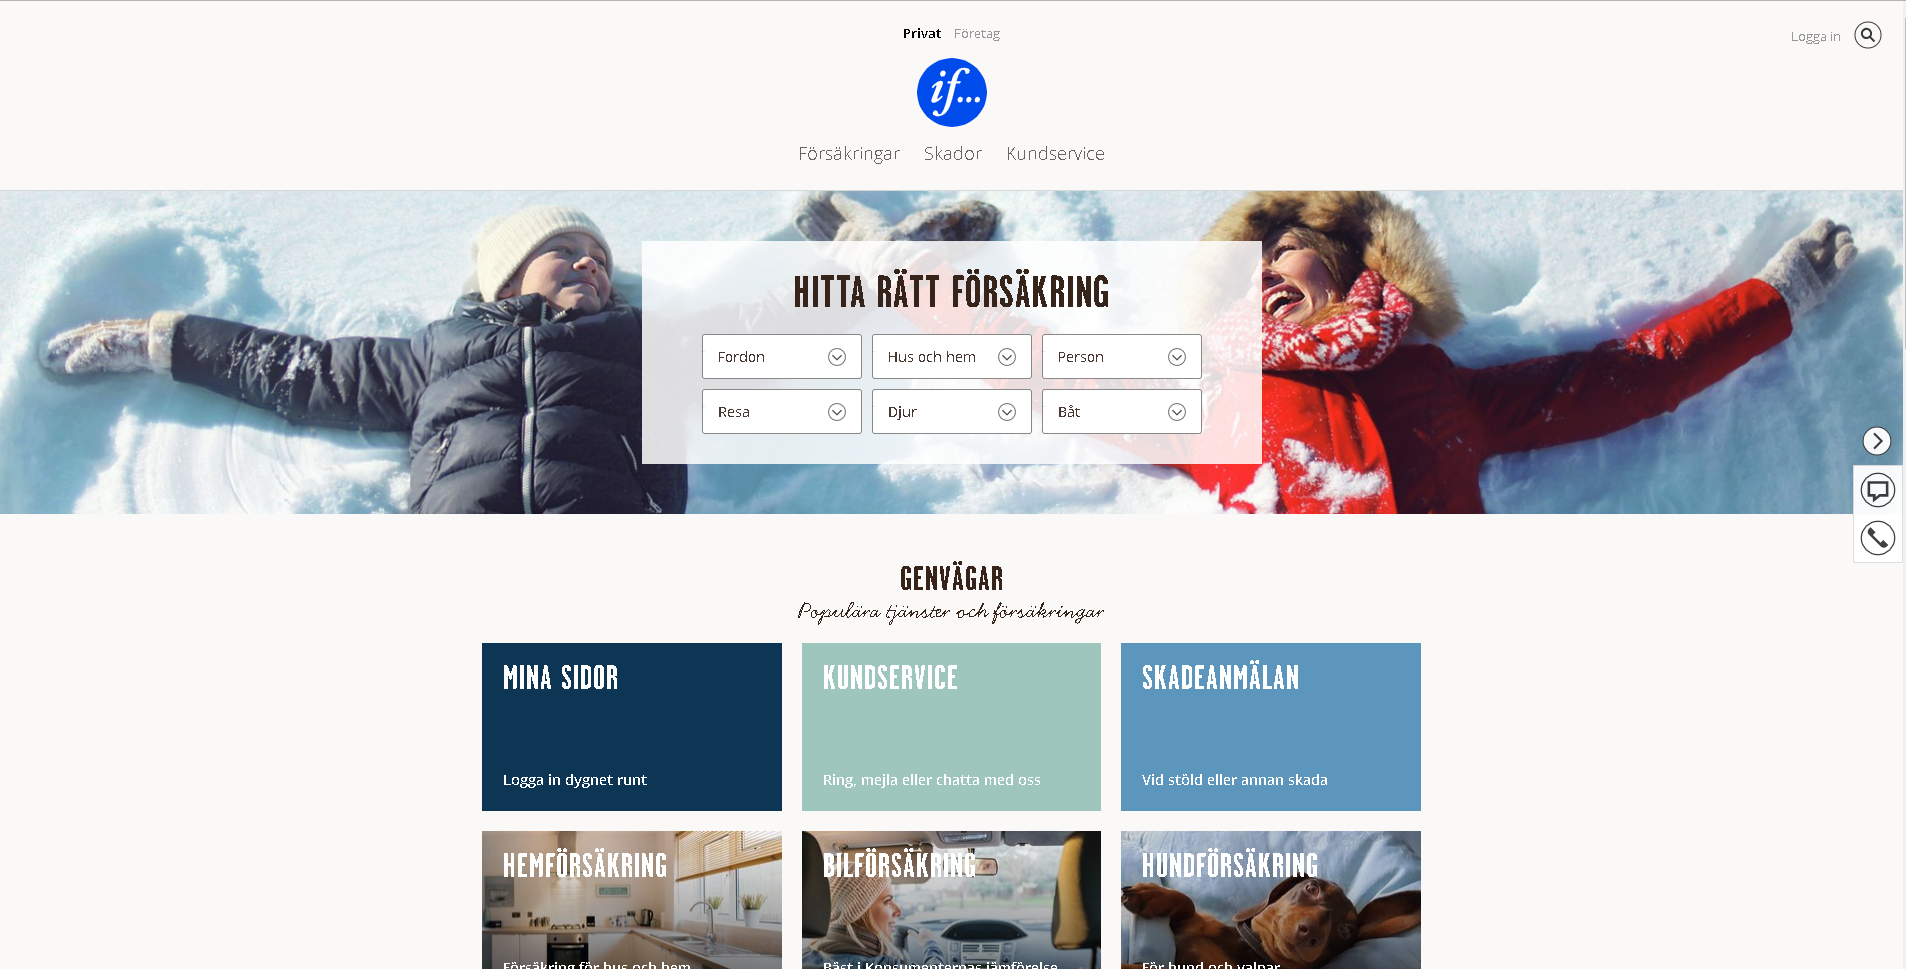 Privat Företag
Logga in
if...
Försäkringar Skador Kundservice
HITTA RÄTT FÖRSÄKRING
Fordon Hus och hem Person
Resa Djur Båt
GENVÄGAR
Populära tjänster och försäkringar
MINA SIDOR
Logga in dygnet runt
KUNDSERVICE
Ring, mejla eller chatta med oss
SKADEANMÄLAN
Vid stöld eller annan skada
HEMFÖRSÄKRING
Försäkring för hus och hem
BILFÖRSÄKRING
Bäst i Konsumenternas jämförelse
HUNDFÖRSÄKRING
För hund och valpar